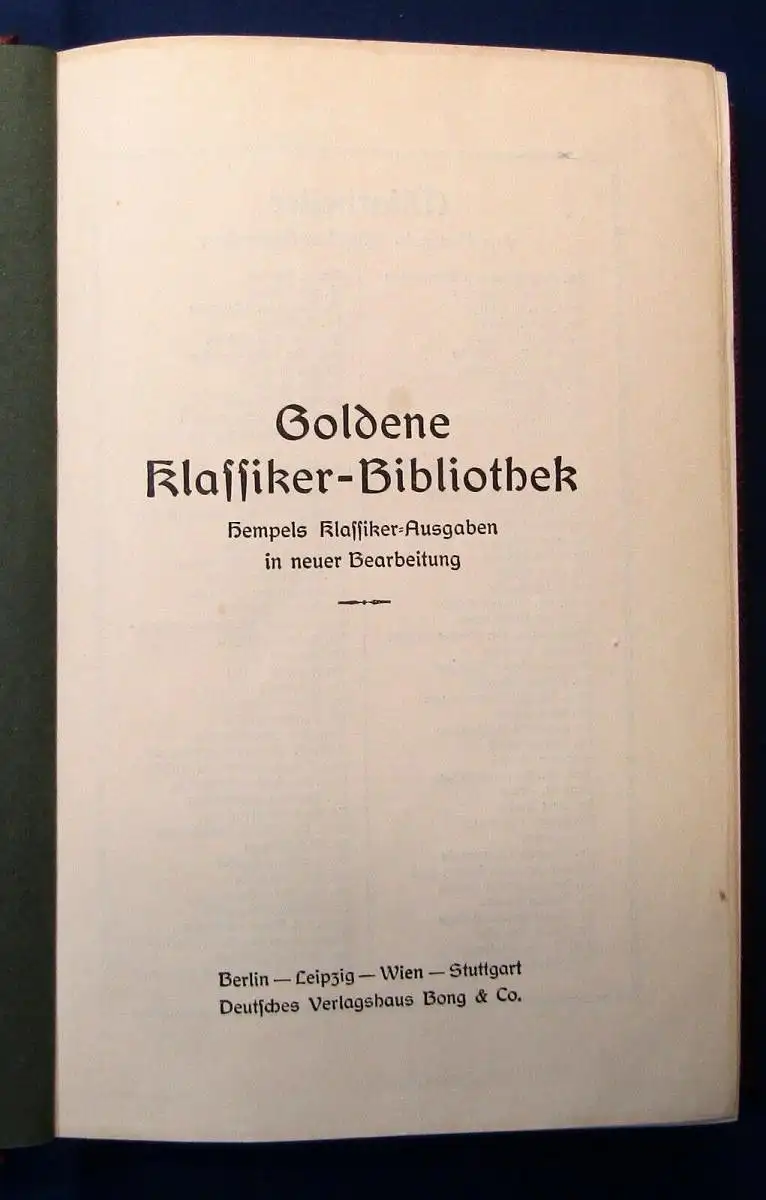 Goldene
Klaſſiker-Bibliothek
Hempels Klaſſiker-Ausgaben
in neuer Bearbeitung
Berlin — Leipzig — Wien — Stuttgart
Deutſches Verlagshaus Bong & Co.